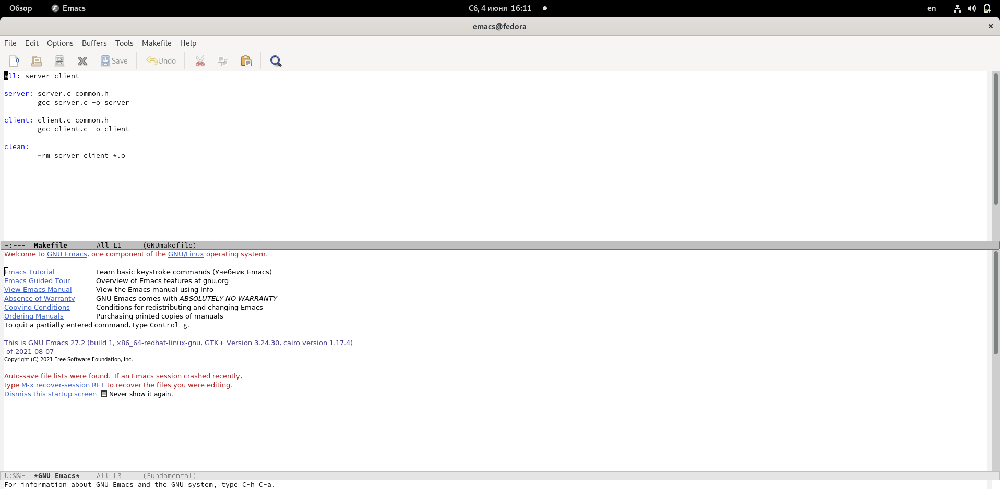 Обзор Emacs Сб, 4 июня 16:11 en
emacs@fedora
File Edit Options Buffers Tools Makefile Help
Save Undo
all: server client
server: server.c common.h
gcc server.c -o server
client: client.c common.h
gcc client.c -o client
clean:
-rm server client *.o
-:--- Makefile All L1 (GNUmakefile)
Welcome to GNU Emacs, one component of the GNU/Linux operating system.
Emacs Tutorial Learn basic keystroke commands (Учебник Emacs)
Emacs Guided Tour Overview of Emacs features at gnu.org
View Emacs Manual View the Emacs manual using Info
Absence of Warranty GNU Emacs comes with ABSOLUTELY NO WARRANTY
Copying Conditions Conditions for redistributing and changing Emacs
Ordering Manuals Purchasing printed copies of manuals
To quit a partially entered command, type Control-g.
This is GNU Emacs 27.2 (build 1, x86_64-redhat-linux-gnu, GTK+ Version 3.24.30, cairo version 1.17.4)
of 2021-08-07
Copyright (C) 2021 Free Software Foundation, Inc.
Auto-save file lists were found. If an Emacs session crashed recently,
type M-x recover-session RET to recover the files you were editing.
Dismiss this startup screen Never show it again.
U:%%- *GNU Emacs* All L3 (Fundamental)
For information about GNU Emacs and the GNU system, type C-h C-a.